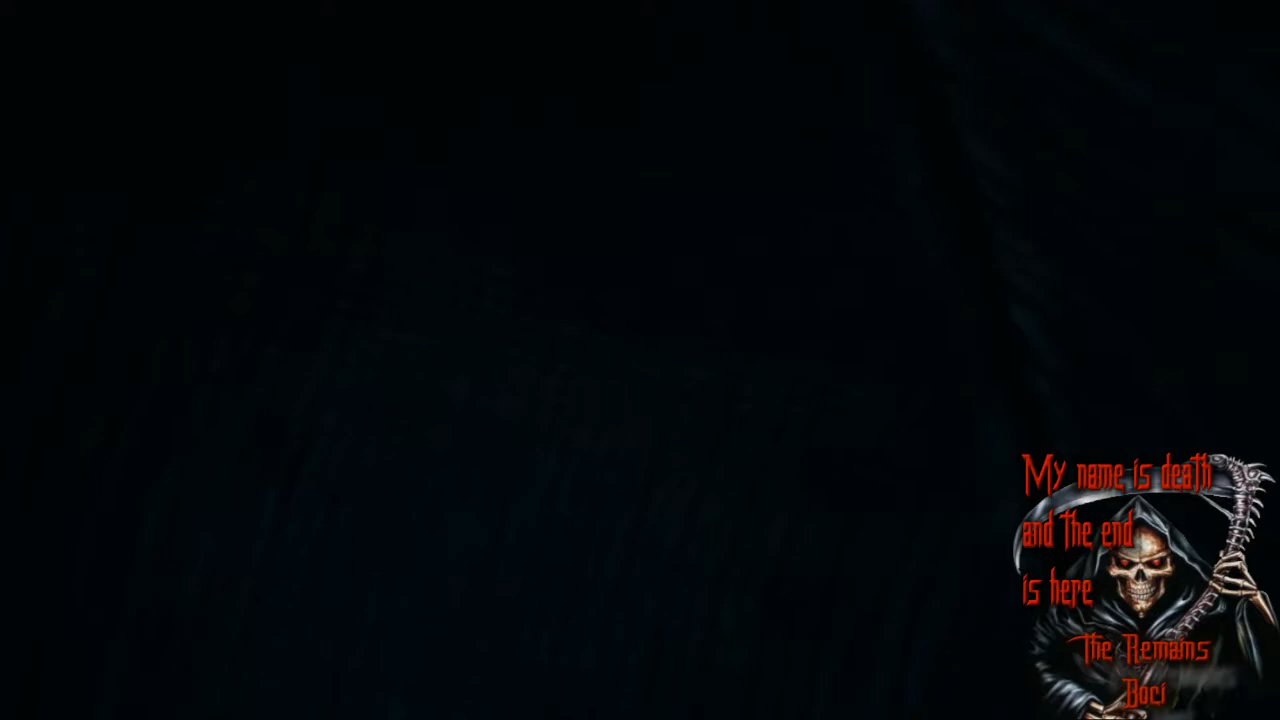 My name is death
and the end
is here
The Remains
Boci